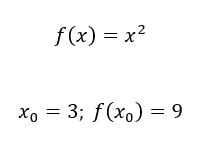 f(x) = x²
x₀ = 3; f(x₀) = 9